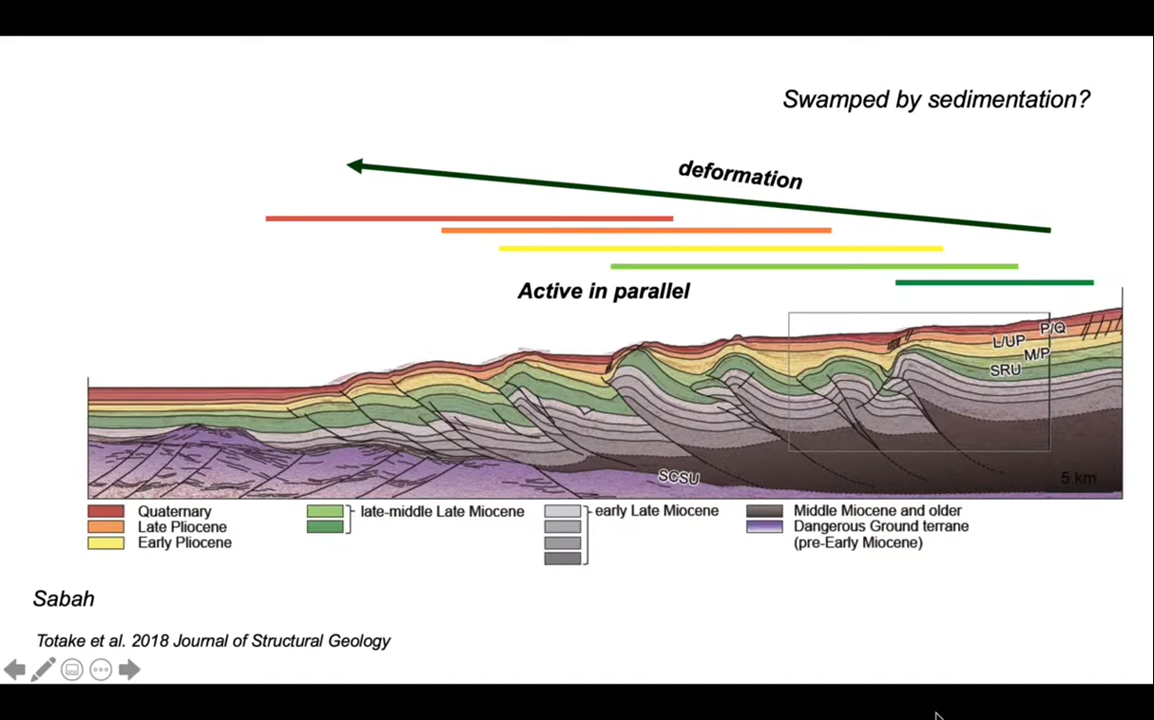 Swamped by sedimentation?
deformation
Active in parallel
P/Q
L/UP
M/P
SRU
SCSU
5 km
Quaternary
Late Pliocene
Early Pliocene
late-middle Late Miocene
early Late Miocene
Middle Miocene and older
Dangerous Ground terrane
(pre-Early Miocene)
Sabah
Totake et al. 2018 Journal of Structural Geology